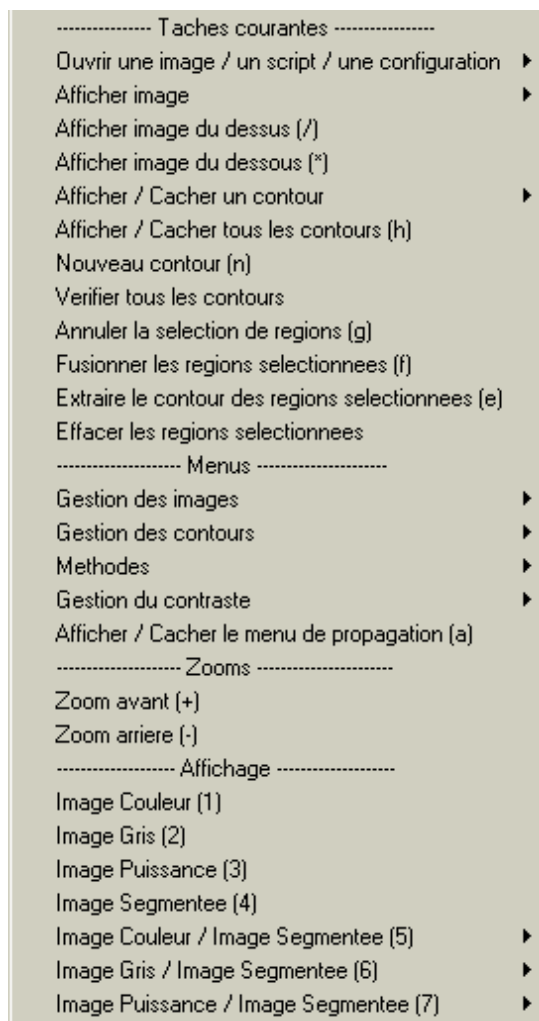 ---------------- Taches courantes -----------------
Ouvrir une image / un script / une configuration
Afficher image
Afficher image du dessus (/)
Afficher image du dessous (*)
Afficher / Cacher un contour
Afficher / Cacher tous les contours (h)
Nouveau contour (n)
Verifier tous les contours
Annuler la selection de regions (g)
Fusionner les regions selectionnees (f)
Extraire le contour des regions selectionnees (e)
Effacer les regions selectionnees
--------------------- Menus ----------------------
Gestion des images
Gestion des contours
Methodes
Gestion du contraste
Afficher / Cacher le menu de propagation (a)
--------------------- Zooms -----------------------
Zoom avant (+)
Zoom arriere (-)
-------------------- Affichage --------------------
Image Couleur (1)
Image Gris (2)
Image Puissance (3)
Image Segmentee (4)
Image Couleur / Image Segmentee (5)
Image Gris / Image Segmentee (6)
Image Puissance / Image Segmentee (7)